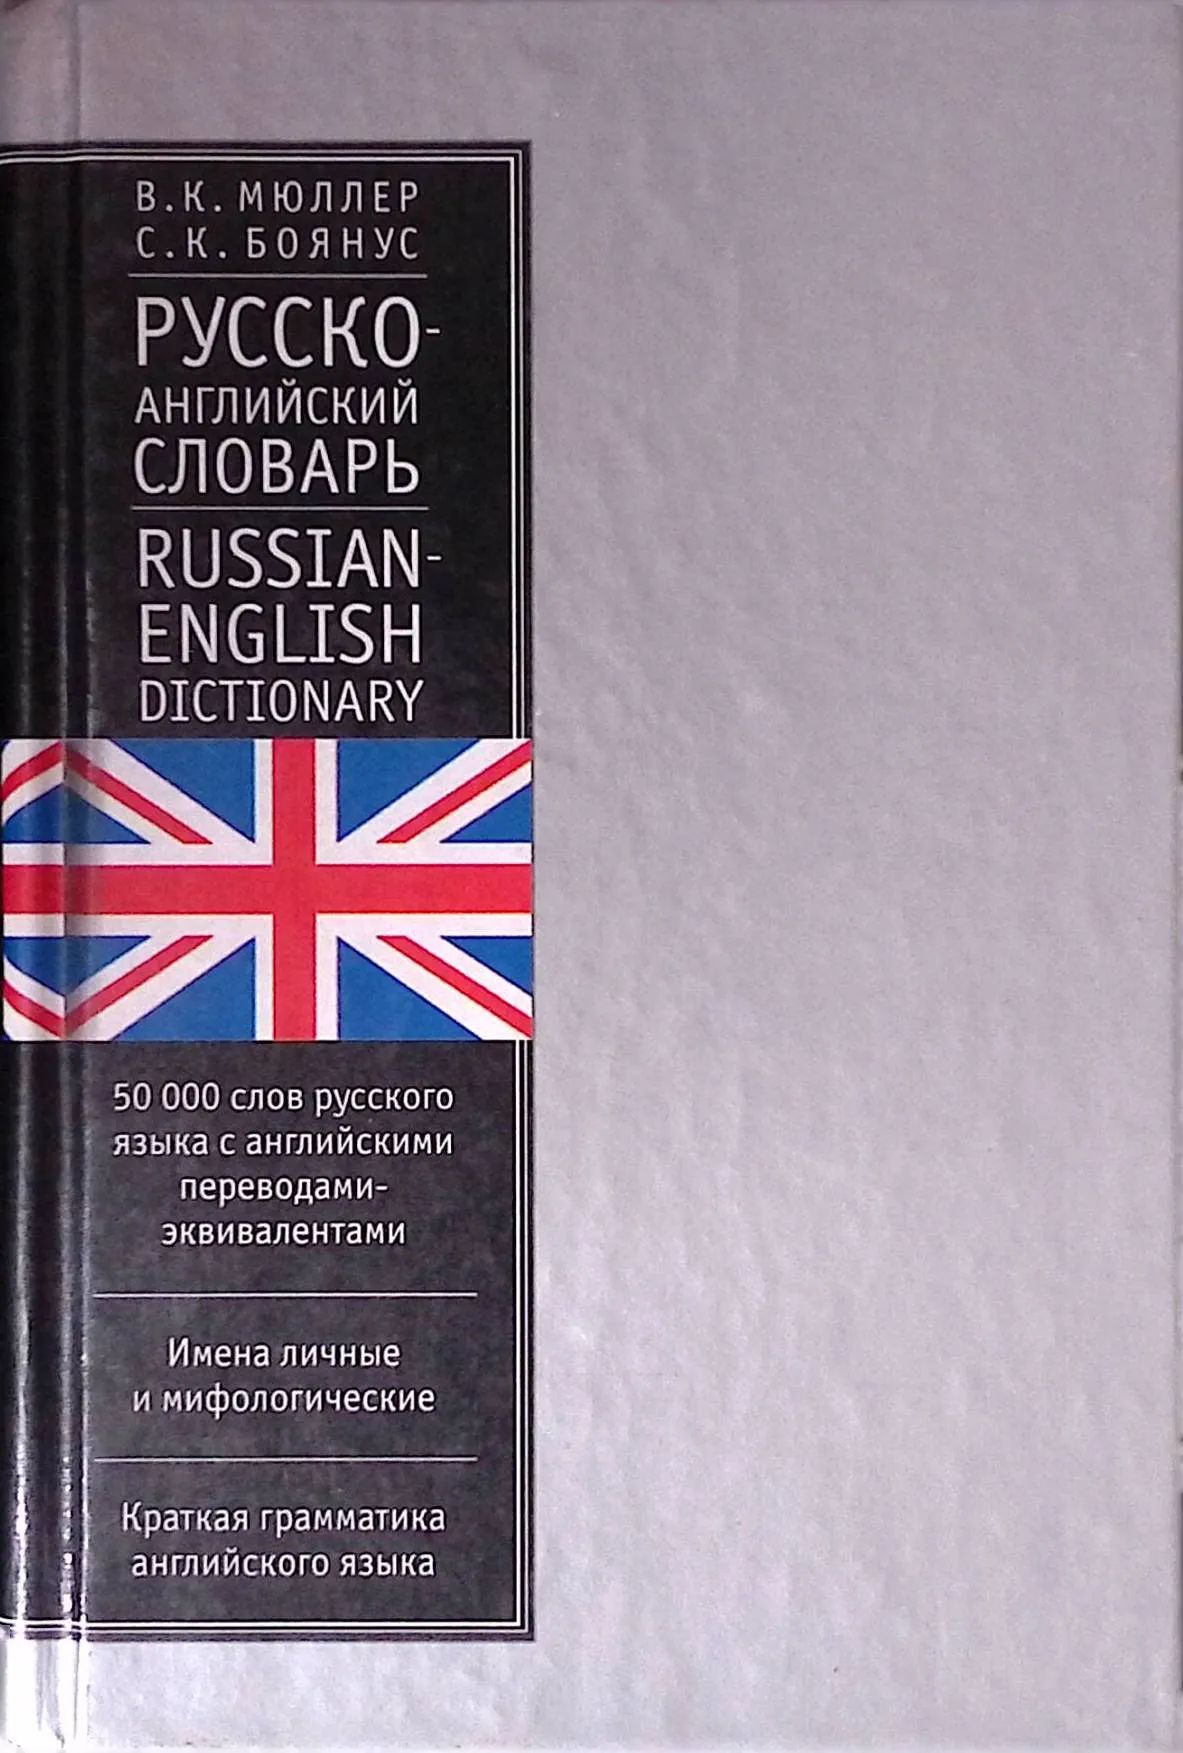 В.К. МЮЛЛЕР
С.К. БОЯНУС
РУССКО-
АНГЛИЙСКИЙ
СЛОВАРЬ
RUSSIAN-
ENGLISH
DICTIONARY
50 000 слов русского
языка с английскими
переводами-
эквивалентами
Имена личные
и мифологические
Краткая грамматика
английского языка